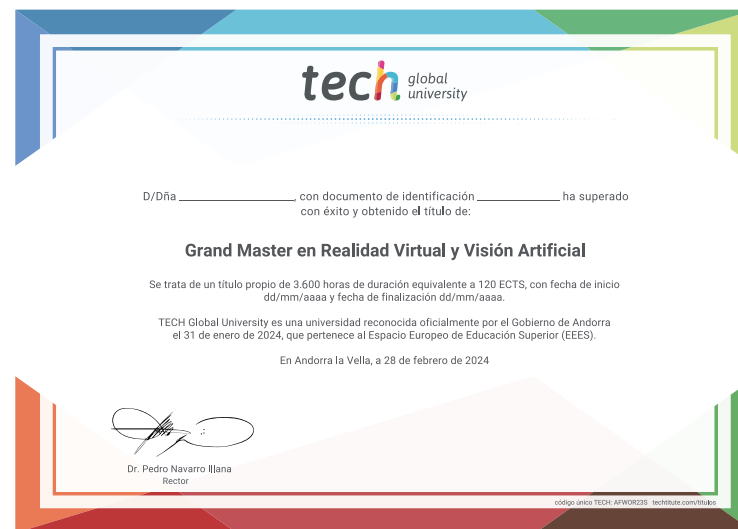 tech global university
D/Dña ______________, con documento de identificación ______________ ha superado
con éxito y obtenido el título de:
Grand Master en Realidad Virtual y Visión Artificial
Se trata de un título propio de 3.600 horas de duración equivalente a 120 ECTS, con fecha de inicio
dd/mm/aaaa y fecha de finalización dd/mm/aaaa.
TECH Global University es una universidad reconocida oficialmente por el Gobierno de Andorra
el 31 de enero de 2024, que pertenece al Espacio Europeo de Educación Superior (EEES).
En Andorra la Vella, a 28 de febrero de 2024
Dr. Pedro Navarro Illana
Rector
código único TECH: AFWOR23S techtitute.com/titulos